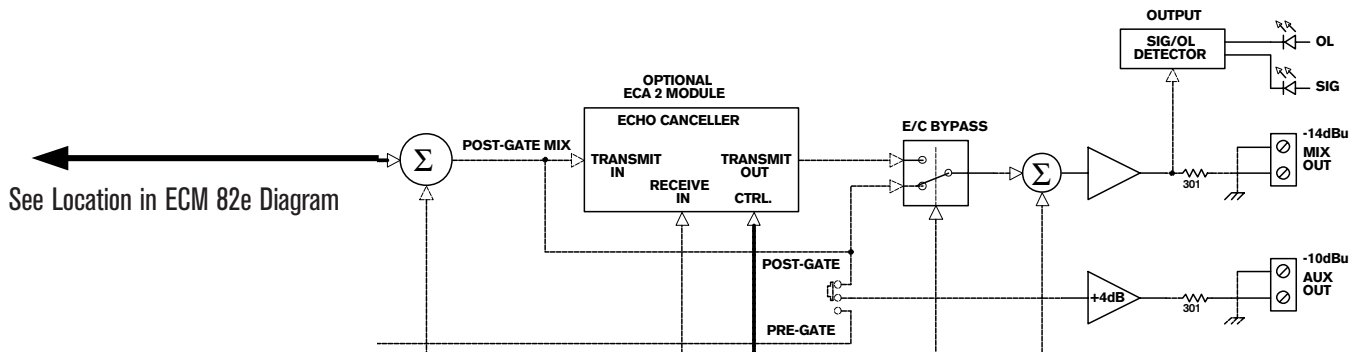 OUTPUT
SIG/OL
DETECTOR
OL
SIG
OPTIONAL
ECA 2 MODULE
ECHO CANCELLER
TRANSMIT
IN
TRANSMIT
OUT
RECEIVE
IN
CTRL.
E/C BYPASS
Σ
POST-GATE MIX
Σ
301
-14dBu
MIX
OUT
See Location in ECM 82e Diagram
POST-GATE
PRE-GATE
+4dB
301
-10dBu
AUX
OUT